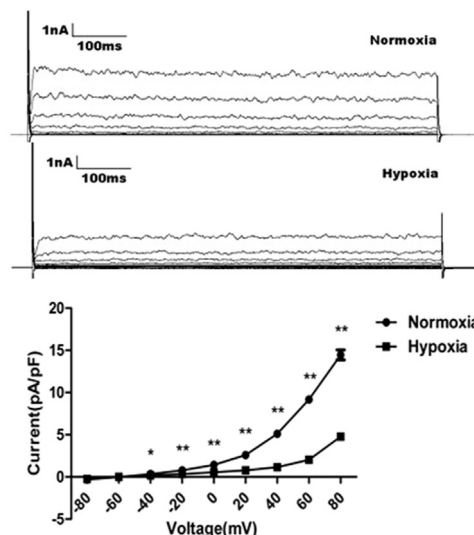 1nA
100ms
Normoxia
1nA
100ms
Hypoxia
20
15
10
5
0
-5
Current(pA/pF)
* ** ** ** ** ** **
Normoxia
Hypoxia
-80 -60 -40 -20 0 20 40 60 80
Voltage(mV)